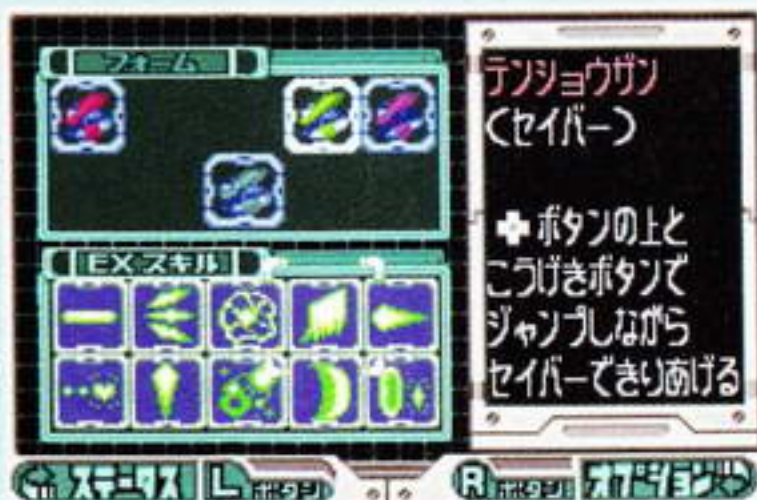 フォーム
EXスキル
テンショウザン
<セイバー>
ボタンの上と
こうげきボタンで
ジャンプしながら
セイバーできりあげる
ステータス Lボタン Rボタン オプション